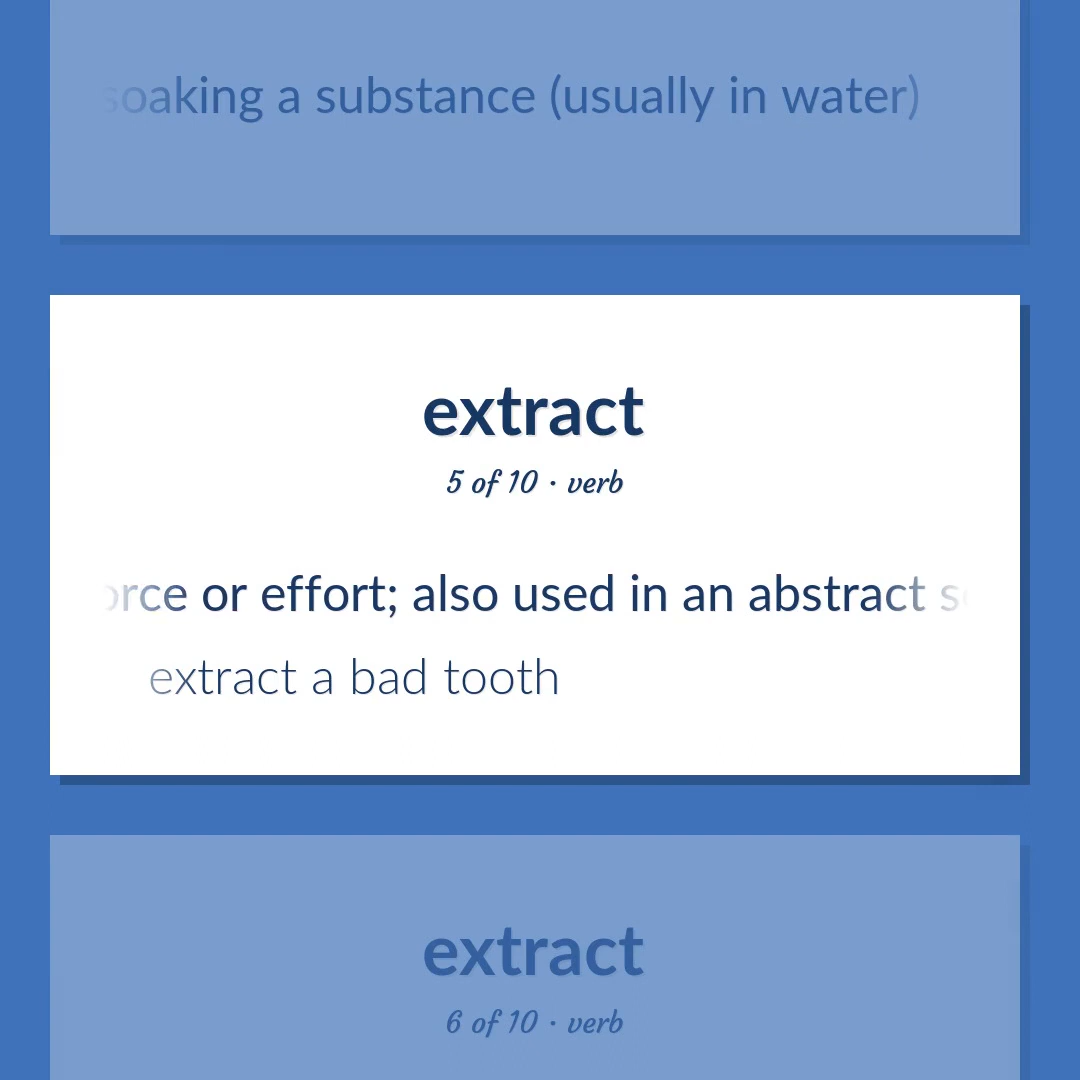 soaking a substance (usually in water)
extract
5 of 10 · verb
or effort; also used in an abstract
extract a bad tooth
extract
6 of 10 · verb